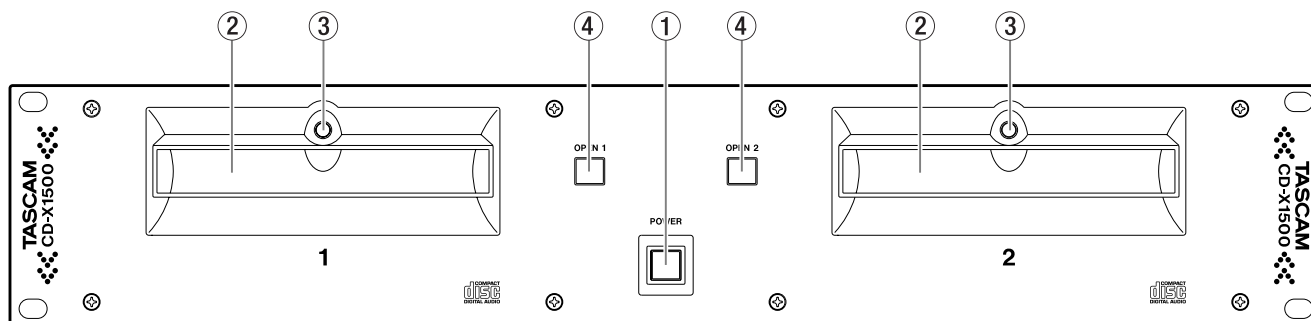 ② ③ ④ ① ④ ② ③
TASCAM
CD-X1500
OPEN 1
OPEN 2
POWER
1
2
COMPACT
disc
DIGITAL AUDIO
COMPACT
disc
DIGITAL AUDIO
TASCAM
CD-X1500